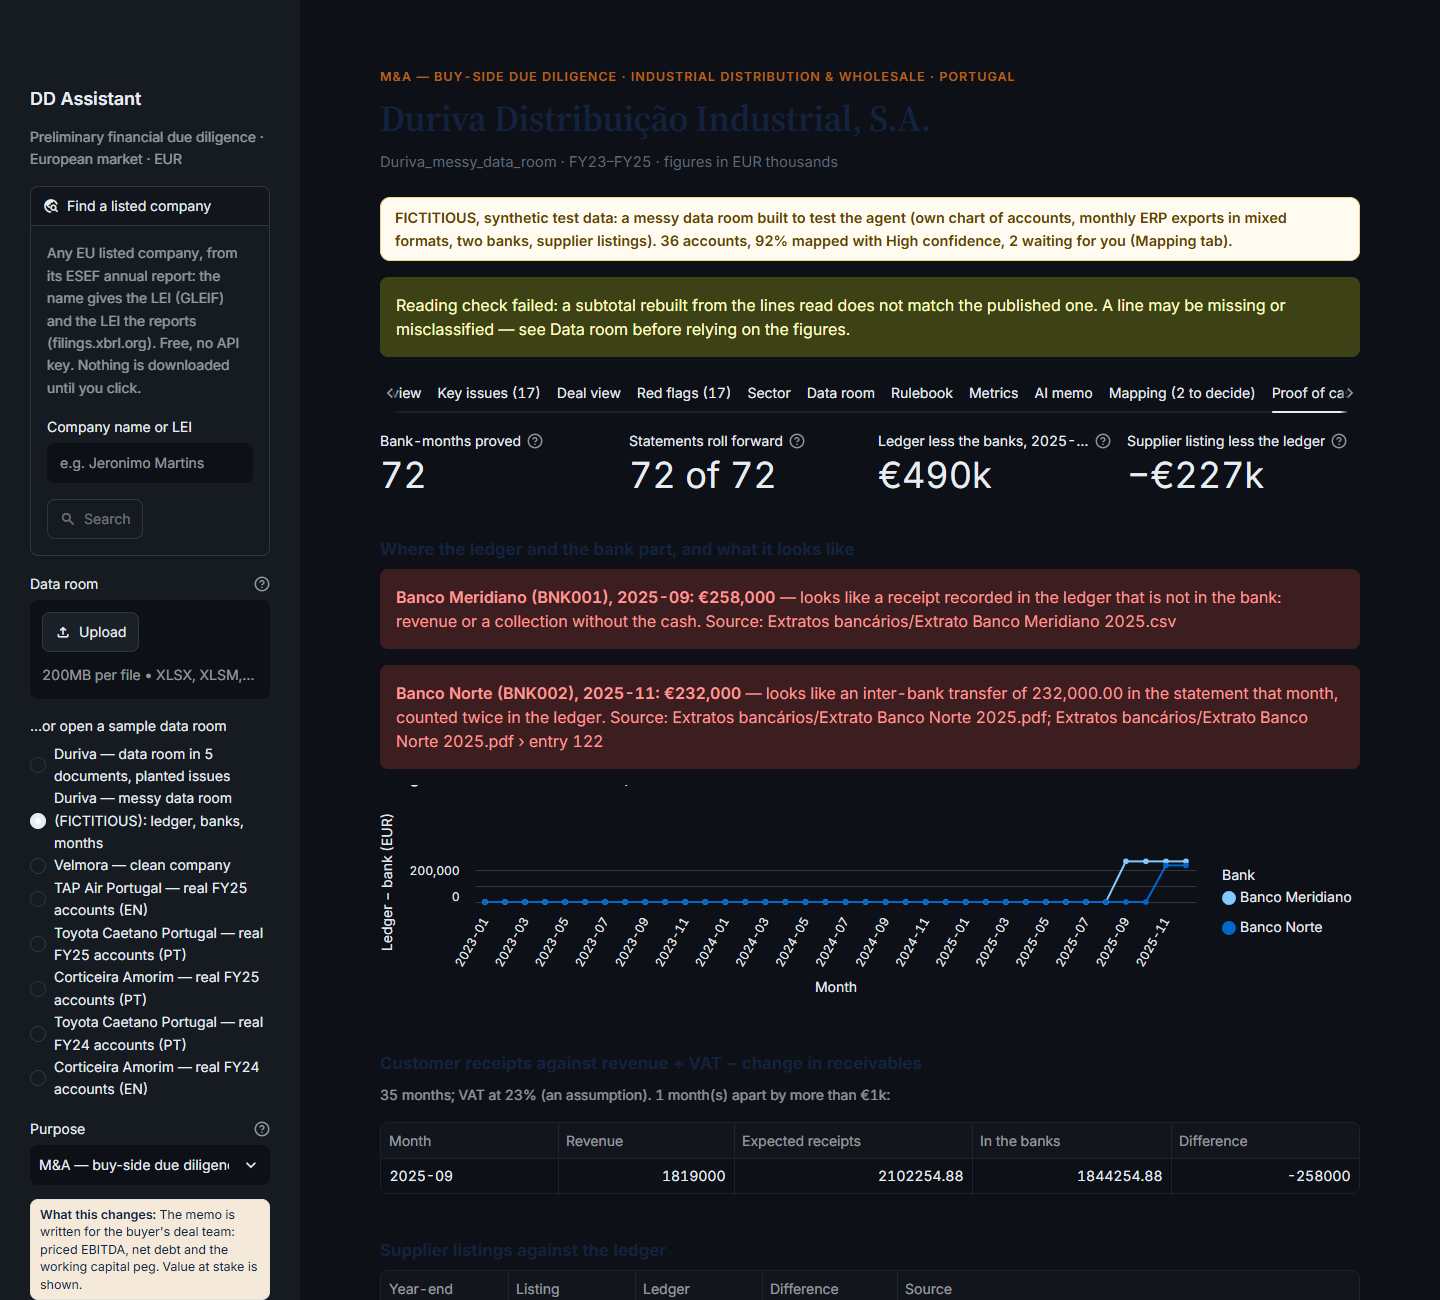 DD Assistant
Preliminary financial due diligence ·
European market · EUR
Find a listed company
Any EU listed company, from
its ESEF annual report: the
name gives the LEI (GLEIF)
and the LEI the reports
(filings.xbrl.org). Free, no API
key. Nothing is downloaded
until you click.
Company name or LEI
e.g. Jeronimo Martins
Search
Data room
Upload
200MB per file • XLSX, XLSM,...
...or open a sample data room
Duriva — data room in 5
documents, planted issues
Duriva — messy data room
(FICTITIOUS): ledger, banks,
months
Velmora — clean company
TAP Air Portugal — real FY25
accounts (EN)
Toyota Caetano Portugal — real
FY25 accounts (PT)
Corticeira Amorim — real FY25
accounts (PT)
Toyota Caetano Portugal — real
FY24 accounts (PT)
Corticeira Amorim — real FY24
accounts (EN)
Purpose
M&A — buy-side due diligen
What this changes: The memo is
written for the buyer's deal team:
priced EBITDA, net debt and the
working capital peg. Value at stake is
shown.
M&A — BUY-SIDE DUE DILIGENCE · INDUSTRIAL DISTRIBUTION & WHOLESALE · PORTUGAL
Duriva Distribuição Industrial, S.A.
Duriva_messy_data_room · FY23–FY25 · figures in EUR thousands
FICTITIOUS, synthetic test data: a messy data room built to test the agent (own chart of accounts, monthly ERP exports in mixed
formats, two banks, supplier listings). 36 accounts, 92% mapped with High confidence, 2 waiting for you (Mapping tab).
Reading check failed: a subtotal rebuilt from the lines read does not match the published one. A line may be missing or
misclassified — see Data room before relying on the figures.
view Key issues (17) Deal view Red flags (17) Sector Data room Rulebook Metrics AI memo Mapping (2 to decide) Proof of ca
Bank-months proved Statements roll forward Ledger less the banks, 2025-... Supplier listing less the ledger
72 72 of 72 €490k −€227k
Where the ledger and the bank part, and what it looks like
Banco Meridiano (BNK001), 2025-09: €258,000 — looks like a receipt recorded in the ledger that is not in the bank:
revenue or a collection without the cash. Source: Extratos bancários/Extrato Banco Meridiano 2025.csv
Banco Norte (BNK002), 2025-11: €232,000 — looks like an inter-bank transfer of 232,000.00 in the statement that month,
counted twice in the ledger. Source: Extratos bancários/Extrato Banco Norte 2025.pdf; Extratos bancários/Extrato Banco
Norte 2025.pdf › entry 122
Ledger − bank (EUR)
200,000
0
2023-01 2023-03 2023-05 2023-07 2023-09 2023-11 2024-01 2024-03 2024-05 2024-07 2024-09 2024-11 2025-01 2025-03 2025-05 2025-07 2025-09 2025-11
Month
Bank
Banco Meridiano
Banco Norte
Customer receipts against revenue + VAT − change in receivables
35 months; VAT at 23% (an assumption). 1 month(s) apart by more than €1k:
Month Revenue Expected receipts In the banks Difference
2025-09 1819000 2102254.88 1844254.88 -258000
Supplier listings against the ledger
Year-end Listing Ledger Difference Source